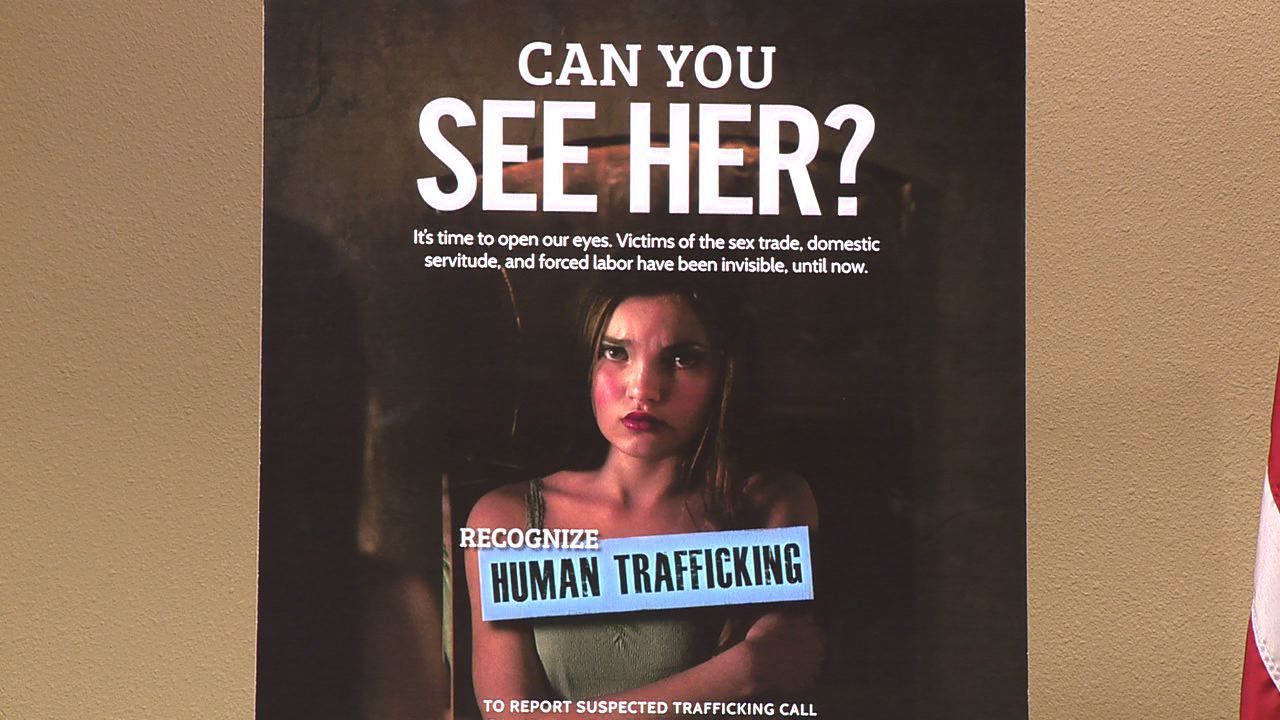 CAN YOU
SEE HER?
It's time to open our eyes. Victims of the sex trade, domestic
servitude, and forced labor have been invisible, until now.
RECOGNIZE
HUMAN TRAFFICKING
TO REPORT SUSPECTED TRAFFICKING CALL